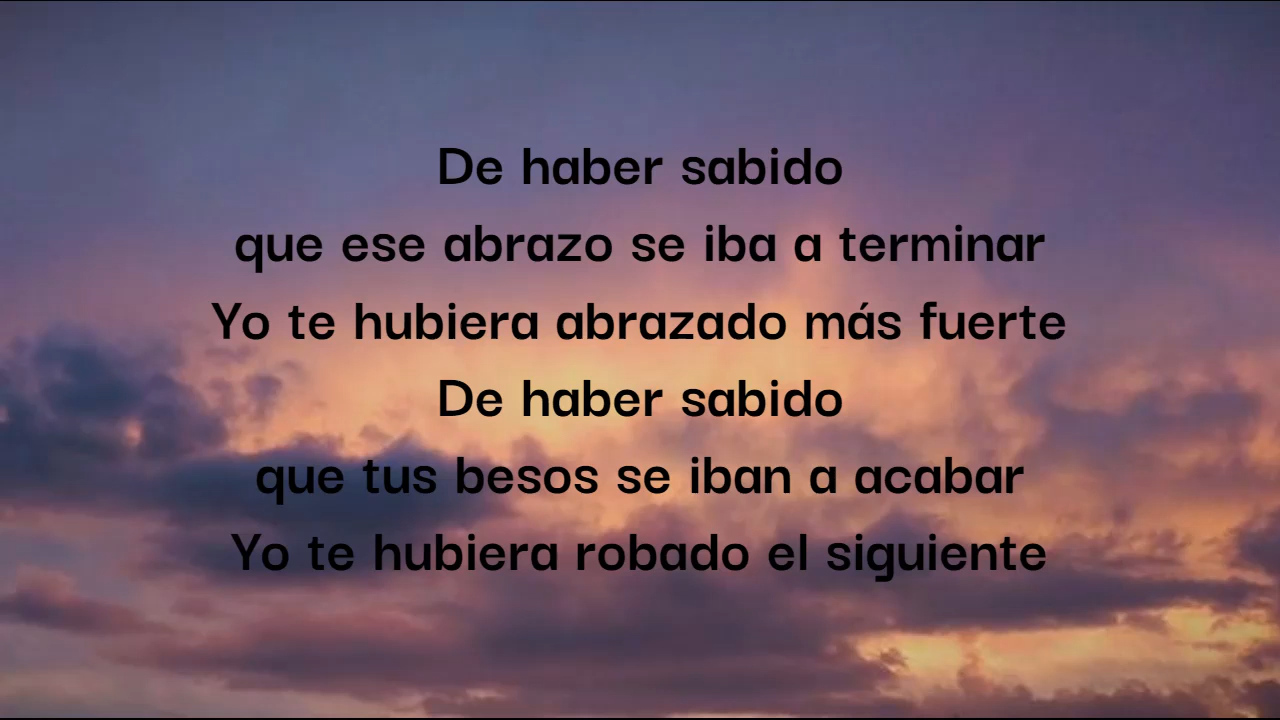 De haber sabido
que ese abrazo se iba a terminar
Yo te hubiera abrazado más fuerte
De haber sabido
que tus besos se iban a acabar
Yo te hubiera robado el siguiente